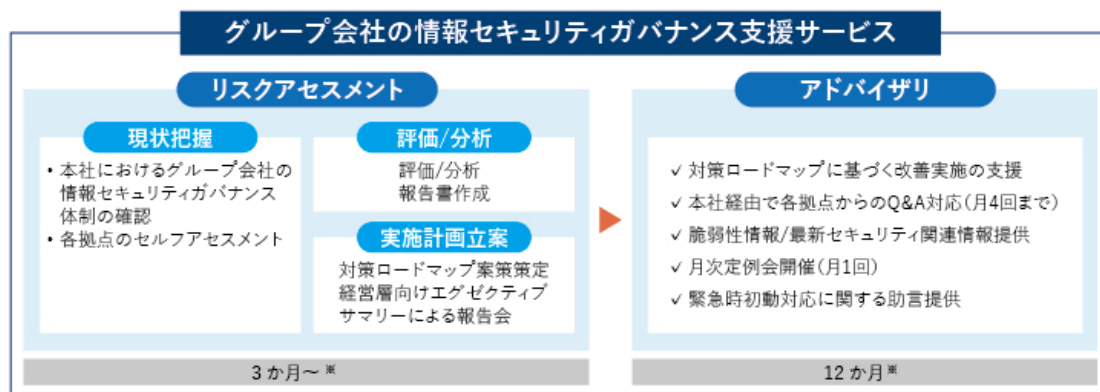 グループ会社の情報セキュリティガバナンス支援サービス
リスクアセスメント
現状把握
・本社におけるグループ会社の
情報セキュリティガバナンス
体制の確認
・各拠点のセルフアセスメント
評価/分析
評価/分析
報告書作成
実施計画立案
対策ロードマップ案策策定
経営層向けエグゼクティブ
サマリーによる報告会
3か月～※
アドバイザリ
✓ 対策ロードマップに基づく改善実施の支援
✓ 本社経由で各拠点からのQ&A対応(月4回まで)
✓ 脆弱性情報/最新セキュリティ関連情報提供
✓ 月次定例会開催(月1回)
✓ 緊急時初動対応に関する助言提供
12か月※